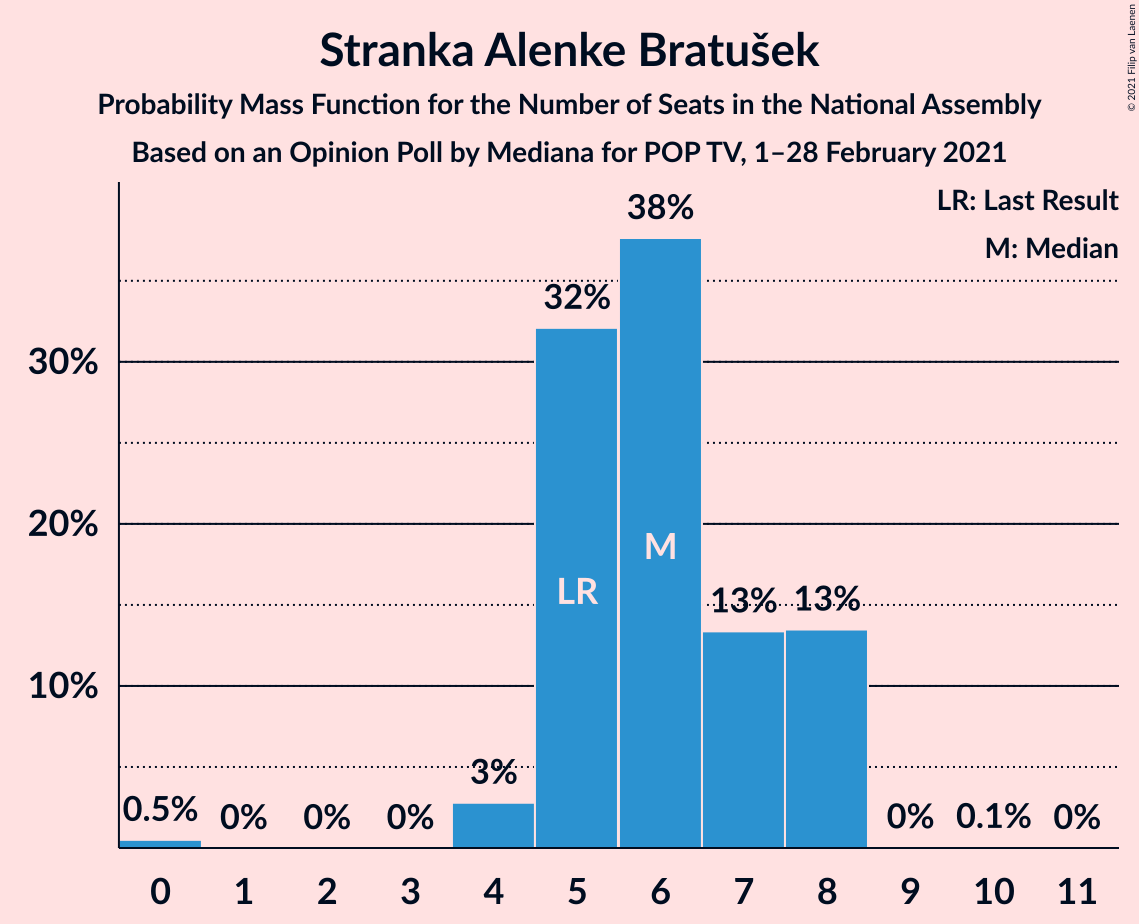 Stranka Alenke Bratušek
Probability Mass Function for the Number of Seats in the National Assembly
Based on an Opinion Poll by Mediana for POP TV, 1–28 February 2021
© 2021 Filip van Laenen
LR: Last Result
M: Median
30%
20%
10%
0.5%
0%
0%
0%
3%
32%
38%
13%
13%
0%
0.1%
0%
LR
M
0 1 2 3 4 5 6 7 8 9 10 11